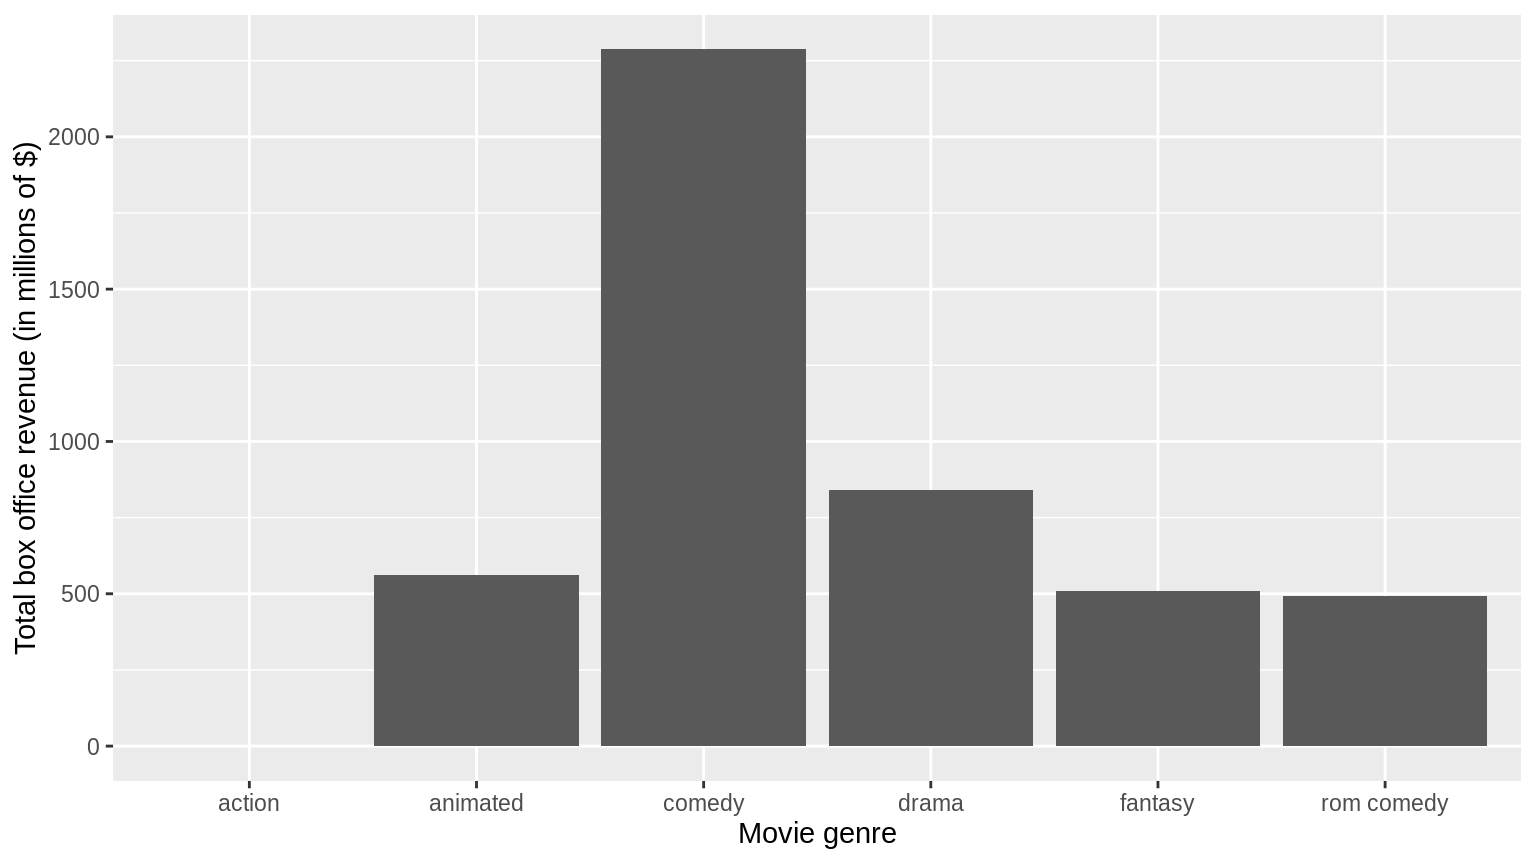 Total box office revenue (in millions of $)
2000
1500
1000
500
0
action animated comedy drama fantasy rom comedy
Movie genre